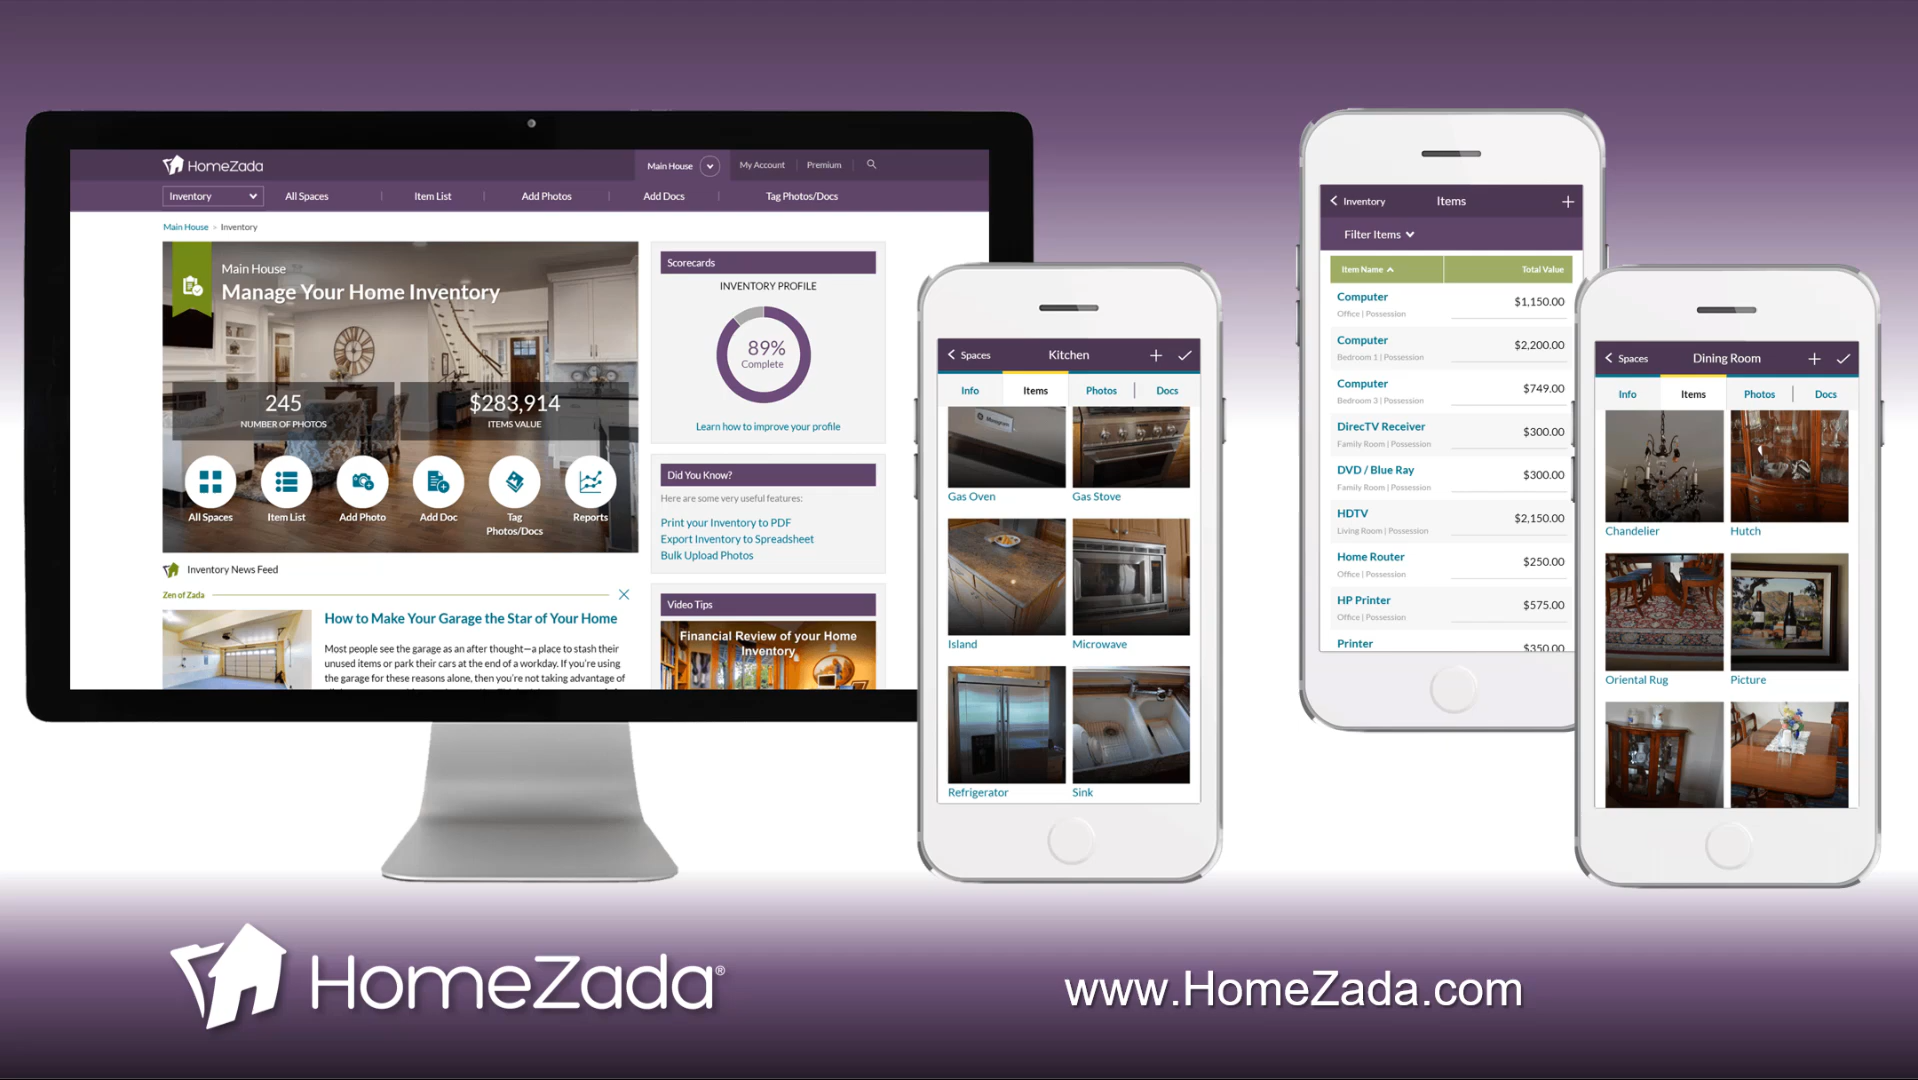 HomeZada
Main House
My Account
Premium
Inventory
All Spaces
Item List
Add Photos
Add Docs
Tag Photos/Docs
Main House » Inventory
Main House
Manage Your Home Inventory
245
NUMBER OF PHOTOS
$283,914
ITEMS VALUE
All Spaces
Item List
Add Photo
Add Doc
Tag
Photos/Docs
Reports
Inventory News Feed
Zen of Zada
How to Make Your Garage the Star of Your Home
Most people see the garage as an after thought—a place to stash their
unused items or park their cars at the end of a workday. If you're using
the garage for these reasons alone, then you're not taking advantage of
Scorecards
INVENTORY PROFILE
89%
Complete
Learn how to improve your profile
Did You Know?
Here are some very useful features:
Print your Inventory to PDF
Export Inventory to Spreadsheet
Bulk Upload Photos
Video Tips
Financial Review of your Home
Inventory
Spaces
Kitchen
Info
Items
Photos
Docs
Monogram
Gas Oven
Gas Stove
Island
Microwave
Refrigerator
Sink
Inventory
Items
Filter Items
Item Name
Total Value
Computer
Office | Possession
$1,150.00
Computer
Bedroom 1 | Possession
$2,200.00
Computer
Bedroom 3 | Possession
$749.00
DirecTV Receiver
Family Room | Possession
$300.00
DVD / Blue Ray
Family Room | Possession
$300.00
HDTV
Living Room | Possession
$2,150.00
Home Router
Office | Possession
$250.00
HP Printer
Office | Possession
$575.00
Printer
$350.00
Spaces
Dining Room
Info
Items
Photos
Docs
Chandelier
Hutch
Oriental Rug
Picture
HomeZada®
www.HomeZada.com